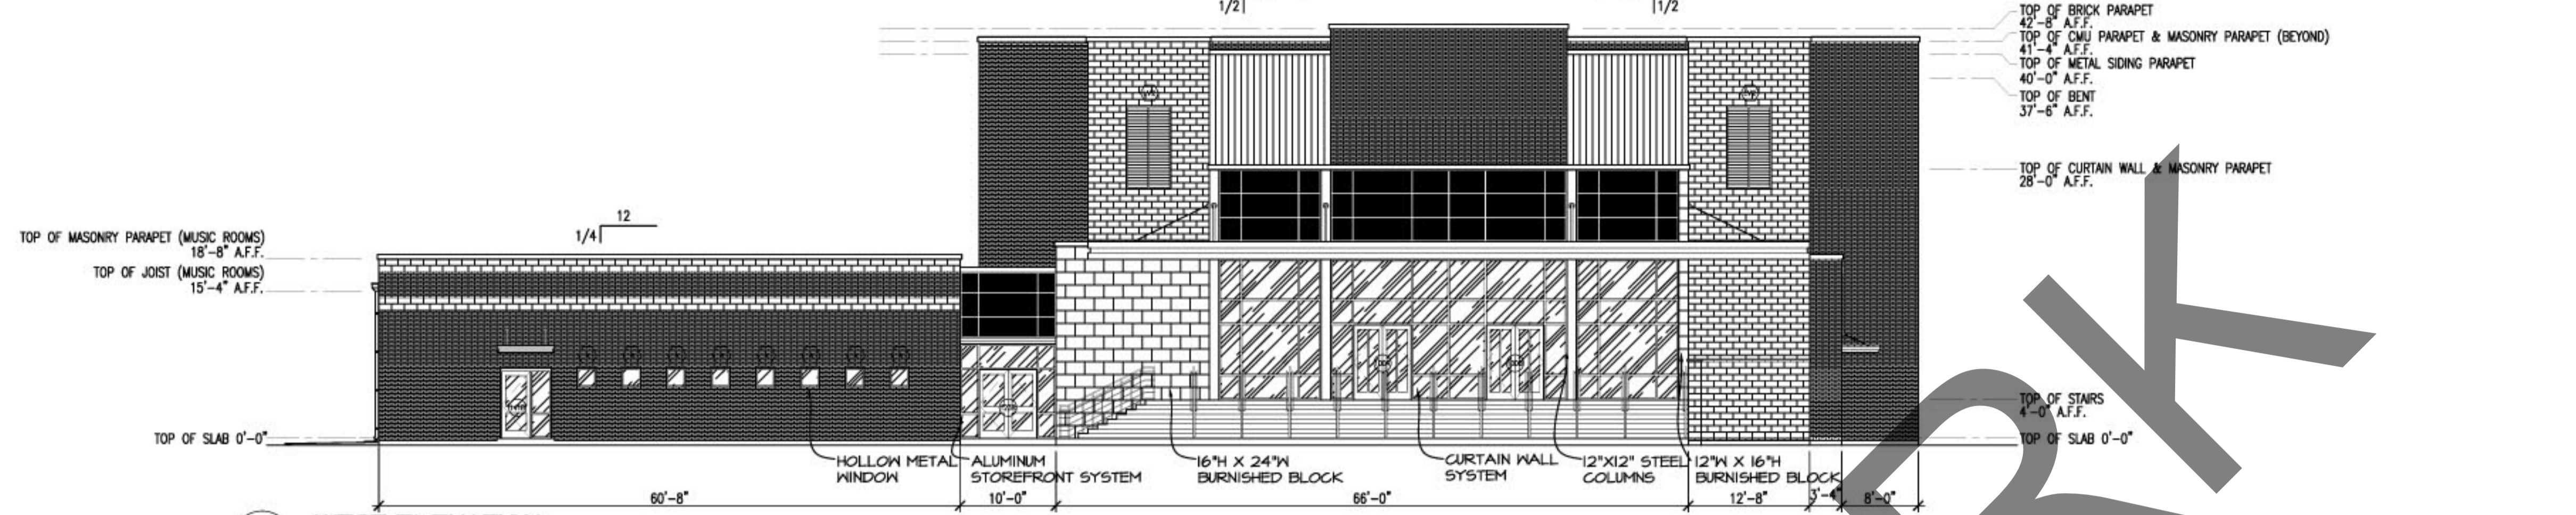 1/2
1/2
TOP OF BRICK PARAPET
42'-8" A.F.F.
TOP OF CMU PARAPET & MASONRY PARAPET (BEYOND)
41'-4" A.F.F.
TOP OF METAL SIDING PARAPET
40'-0" A.F.F.
TOP OF BENT
37'-6" A.F.F.
TOP OF CURTAIN WALL & MASONRY PARAPET
28'-0" A.F.F.
12
1/4
TOP OF MASONRY PARAPET (MUSIC ROOMS)
18'-8" A.F.F.
TOP OF JOIST (MUSIC ROOMS)
15'-4" A.F.F.
TOP OF STAIRS
4'-0" A.F.F.
TOP OF SLAB 0'-0"
TOP OF SLAB 0'-0"
HOLLOW METAL
WINDOW
ALUMINUM
STOREFRONT SYSTEM
16"H X 24"W
BURNISHED BLOCK
CURTAIN WALL
SYSTEM
12"X12" STEEL
COLUMNS
12"W X 16"H
BURNISHED BLOCK
60'-8"
10'-0"
66'-0"
12'-8"
3'-4"
8'-0"
RK